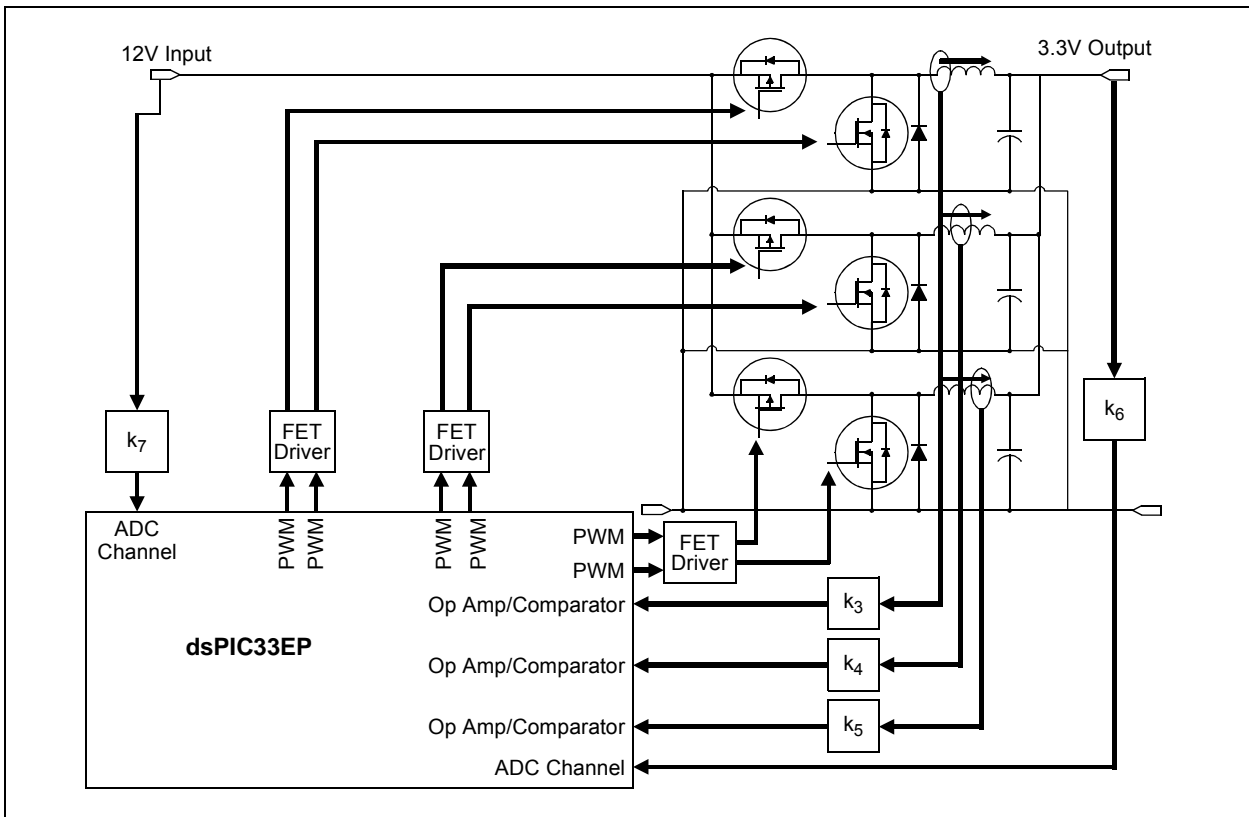 12V Input
3.3V Output
k7
FET
Driver
FET
Driver
k6
ADC
Channel
PWM
PWM
PWM
PWM
PWM
PWM
FET
Driver
Op Amp/Comparator
k3
dsPIC33EP
Op Amp/Comparator
k4
Op Amp/Comparator
k5
ADC Channel